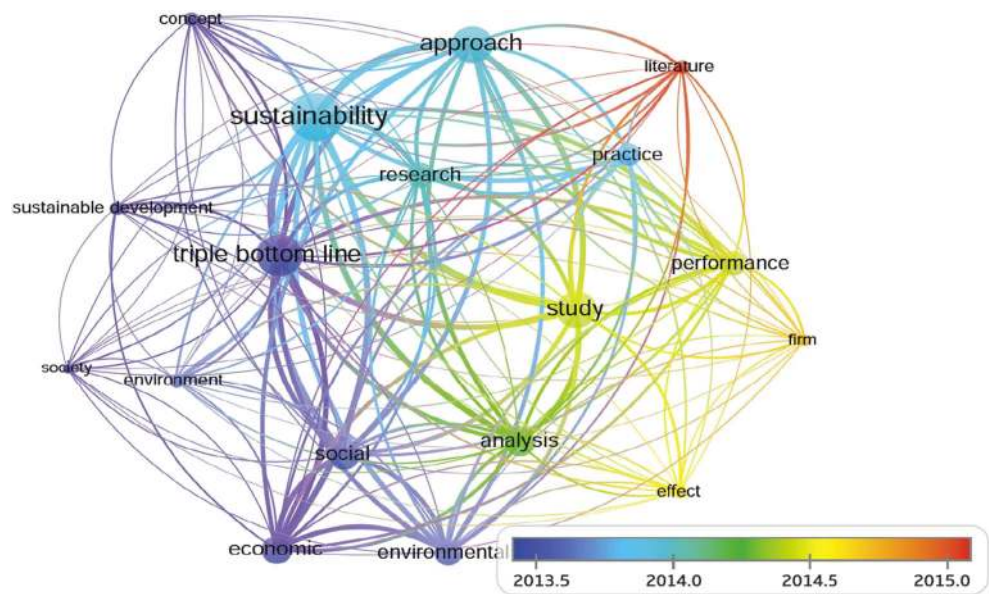 concept
approach
literature
sustainability
practice
research
sustainable development
triple bottom line
performance
study
firm
society
environment
analysis
social
effect
economic
environmental
2013.5 2014.0 2014.5 2015.0